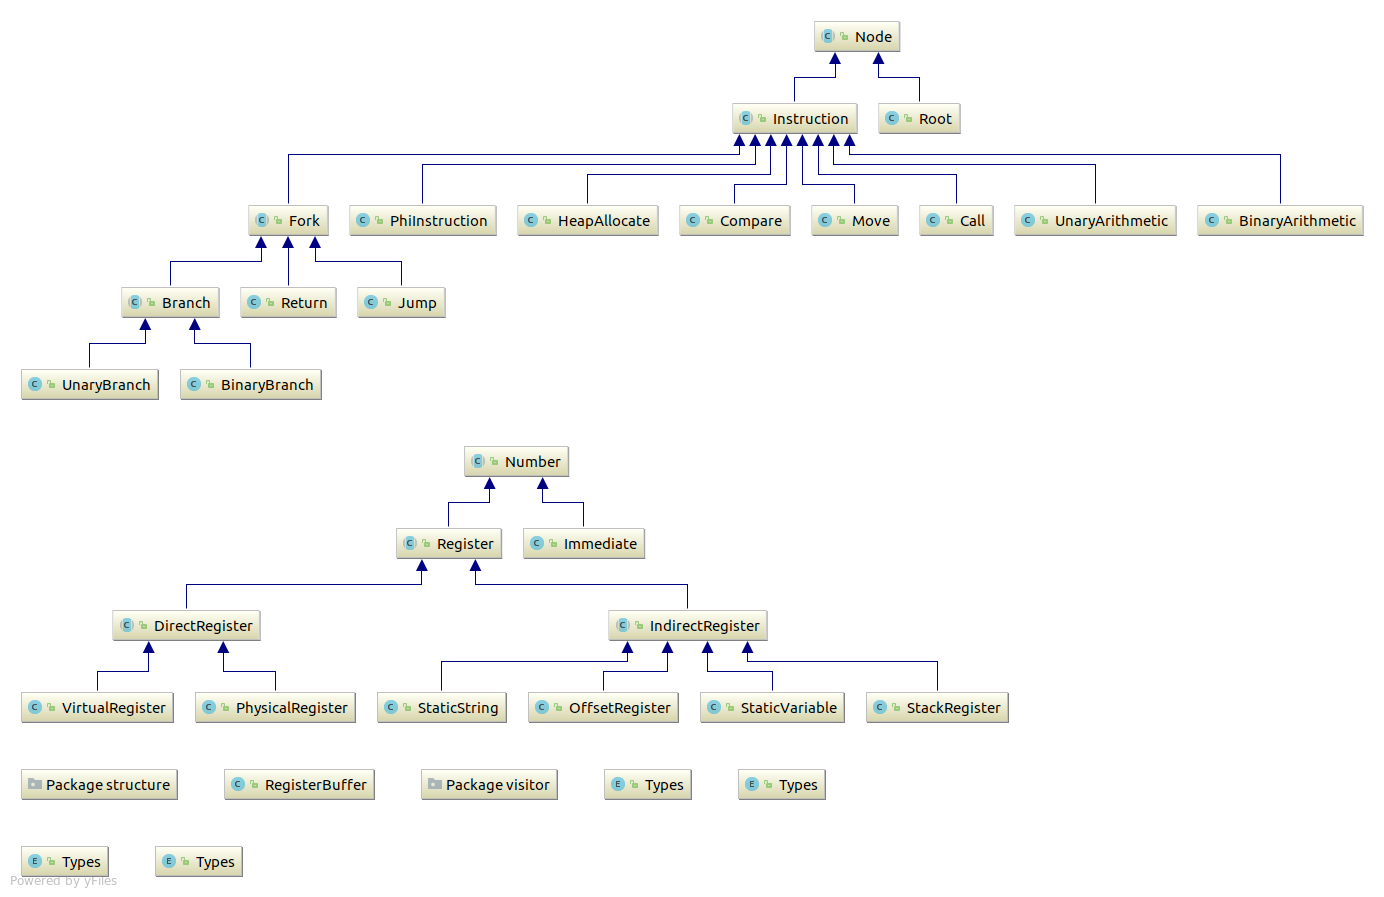 Node
Instruction Root
Fork PhiInstruction HeapAllocate Compare Move Call UnaryArithmetic BinaryArithmetic
Branch Return Jump
UnaryBranch BinaryBranch
Number
Register Immediate
DirectRegister IndirectRegister
VirtualRegister PhysicalRegister StaticString OffsetRegister StaticVariable StackRegister
Package structure RegisterBuffer Package visitor Types Types
Types Types
Powered by yFiles